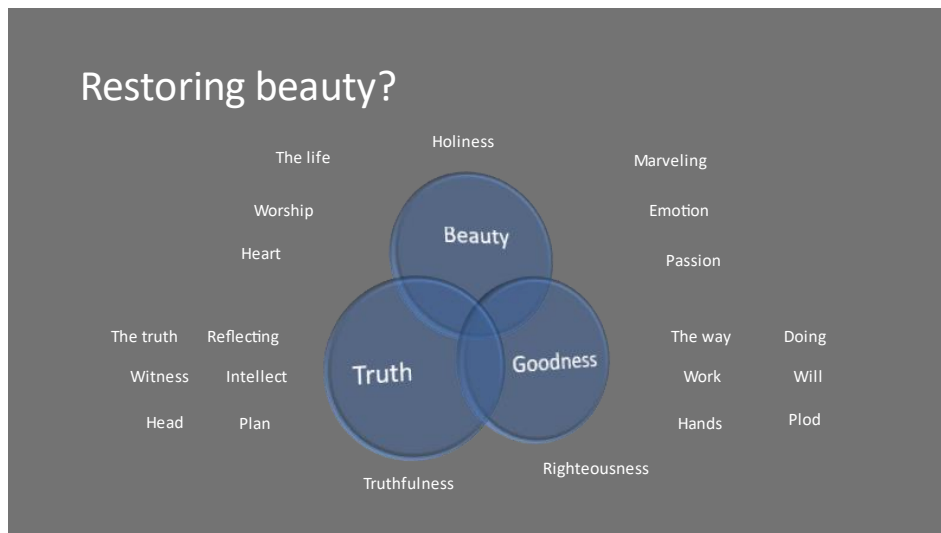 Restoring beauty?
Holiness
The life
Marveling
Worship
Emotion
Beauty
Heart
Passion
The truth
Reflecting
The way
Doing
Witness
Intellect
Truth
Goodness
Work
Will
Head
Plan
Hands
Plod
Righteousness
Truthfulness